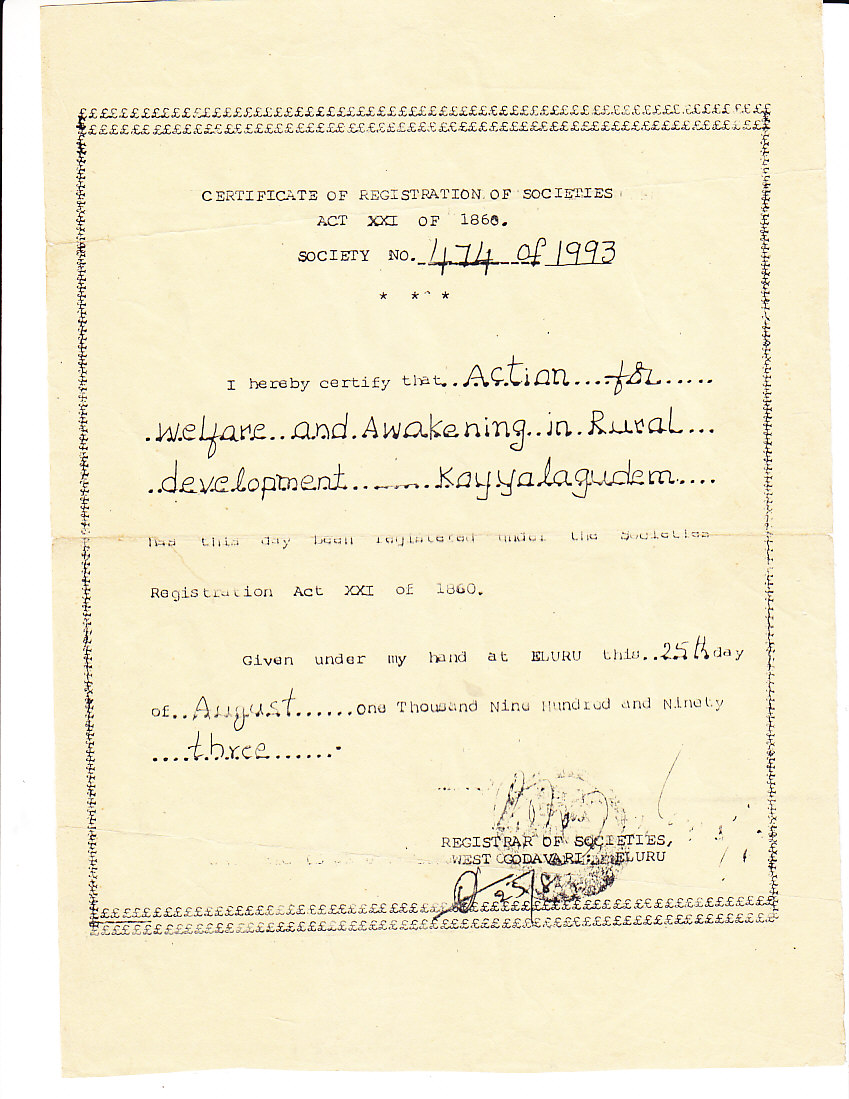 CERTIFICATE OF REGISTRATION OF SOCIETIES
ACT XXI OF 1860.
SOCIETY NO. 474 of 1993
* * *
I hereby certify that..Action....for.....
.welfare..and.Awakening..in.Rural...
..development.......Kayyalagudem....
has this day been registered under the Societies
Registration Act XXI of 1860.
Given under my hand at ELURU this..25th day
of..August......One Thousand Nine Hundred and Ninety
....three.......
REGISTRAR OF SOCIETIES,
WEST GODAVARI: ELURU
25/8